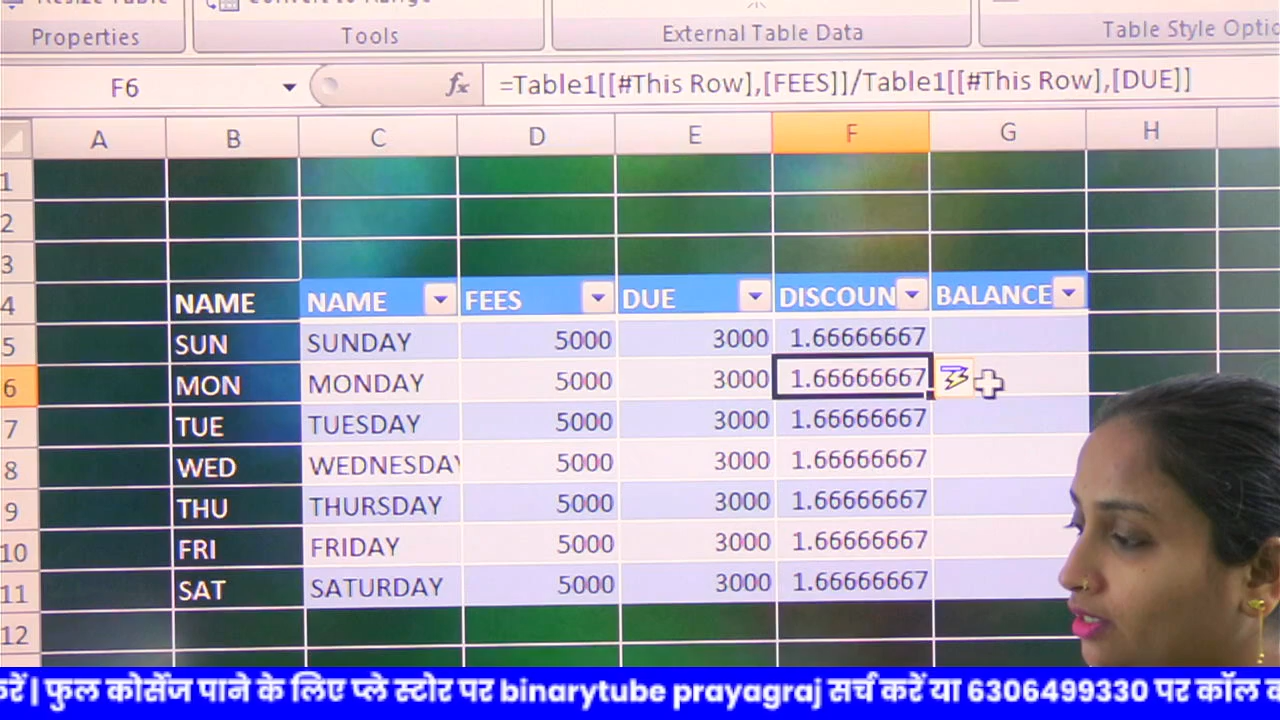 Properties Tools External Table Data Table Style Optio
F6 fx =Table1[[#This Row],[FEES]]/Table1[[#This Row],[DUE]]
A B C D E F G H
1
2
3
4 NAME NAME FEES DUE DISCOUN BALANCE
5 SUN SUNDAY 5000 3000 1.66666667
6 MON MONDAY 5000 3000 1.66666667
7 TUE TUESDAY 5000 3000 1.66666667
8 WED WEDNESDAY 5000 3000 1.66666667
9 THU THURSDAY 5000 3000 1.66666667
10 FRI FRIDAY 5000 3000 1.66666667
11 SAT SATURDAY 5000 3000 1.66666667
12
करें | फुल कोर्सेज पाने के लिए प्ले स्टोर पर binarytube prayagraj सर्च करें या 6306499330 पर कॉल